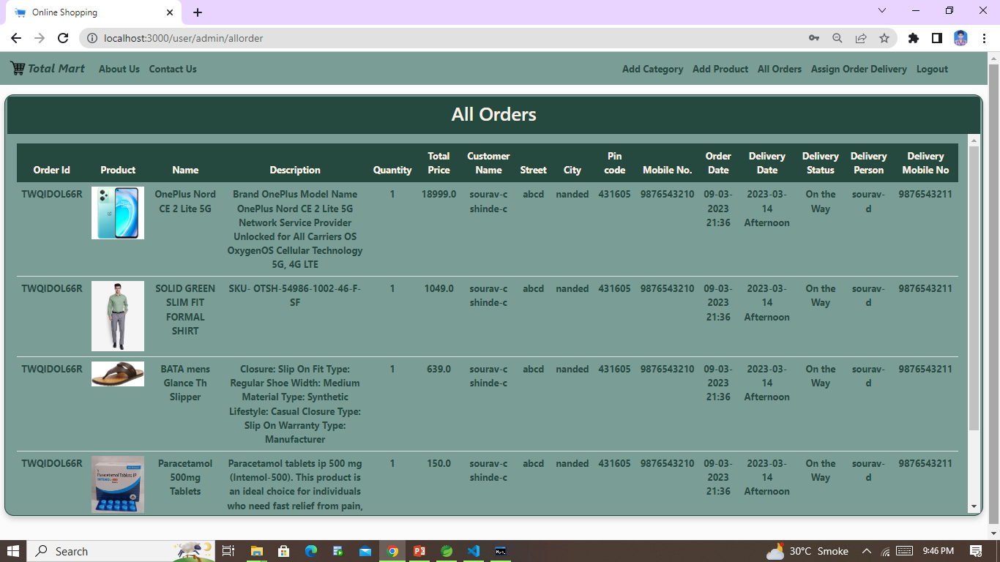 Online Shopping
localhost:3000/user/admin/allorder
Total Mart About Us Contact Us Add Category Add Product All Orders Assign Order Delivery Logout
All Orders
Order Id Product Name Description Quantity Total Price Customer Name Street City Pin code Mobile No. Order Date Delivery Date Delivery Status Delivery Person Delivery Mobile No
TWQIDOL66R OnePlus Nord Brand OnePlus Model Name 1 18999.0 sourav-c abcd nanded 431605 9876543210 09-03- 2023-03- On the sourav- 9876543211
CE 2 Lite 5G OnePlus Nord CE 2 Lite 5G shinde-c 2023 14 Way d
Network Service Provider 21:36 Afternoon
Unlocked for All Carriers OS
OxygenOS Cellular Technology
5G, 4G LTE
TWQIDOL66R SOLID GREEN SKU- OTSH-54986-1002-46-F- 1 1049.0 sourav-c abcd nanded 431605 9876543210 09-03- 2023-03- On the sourav- 9876543211
SLIM FIT SF shinde-c 2023 14 Way d
FORMAL 21:36 Afternoon
SHIRT
TWQIDOL66R BATA mens Closure: Slip On Fit Type: 1 639.0 sourav-c abcd nanded 431605 9876543210 09-03- 2023-03- On the sourav- 9876543211
Glance Th Regular Shoe Width: Medium shinde-c 2023 14 Way d
Slipper Material Type: Synthetic 21:36 Afternoon
Lifestyle: Casual Closure Type:
Slip On Warranty Type:
Manufacturer
TWQIDOL66R Paracetamol Paracetamol tablets ip 500 mg 1 150.0 sourav-c abcd nanded 431605 9876543210 09-03- 2023-03- On the sourav- 9876543211
500mg (Intemol-500). This product is shinde-c 2023 14 Way d
Tablets an ideal choice for individuals 21:36 Afternoon
who need fast relief from pain,
Paracetamol Tablets IP
INTEMOL-500
Search 30°C Smoke 9:46 PM